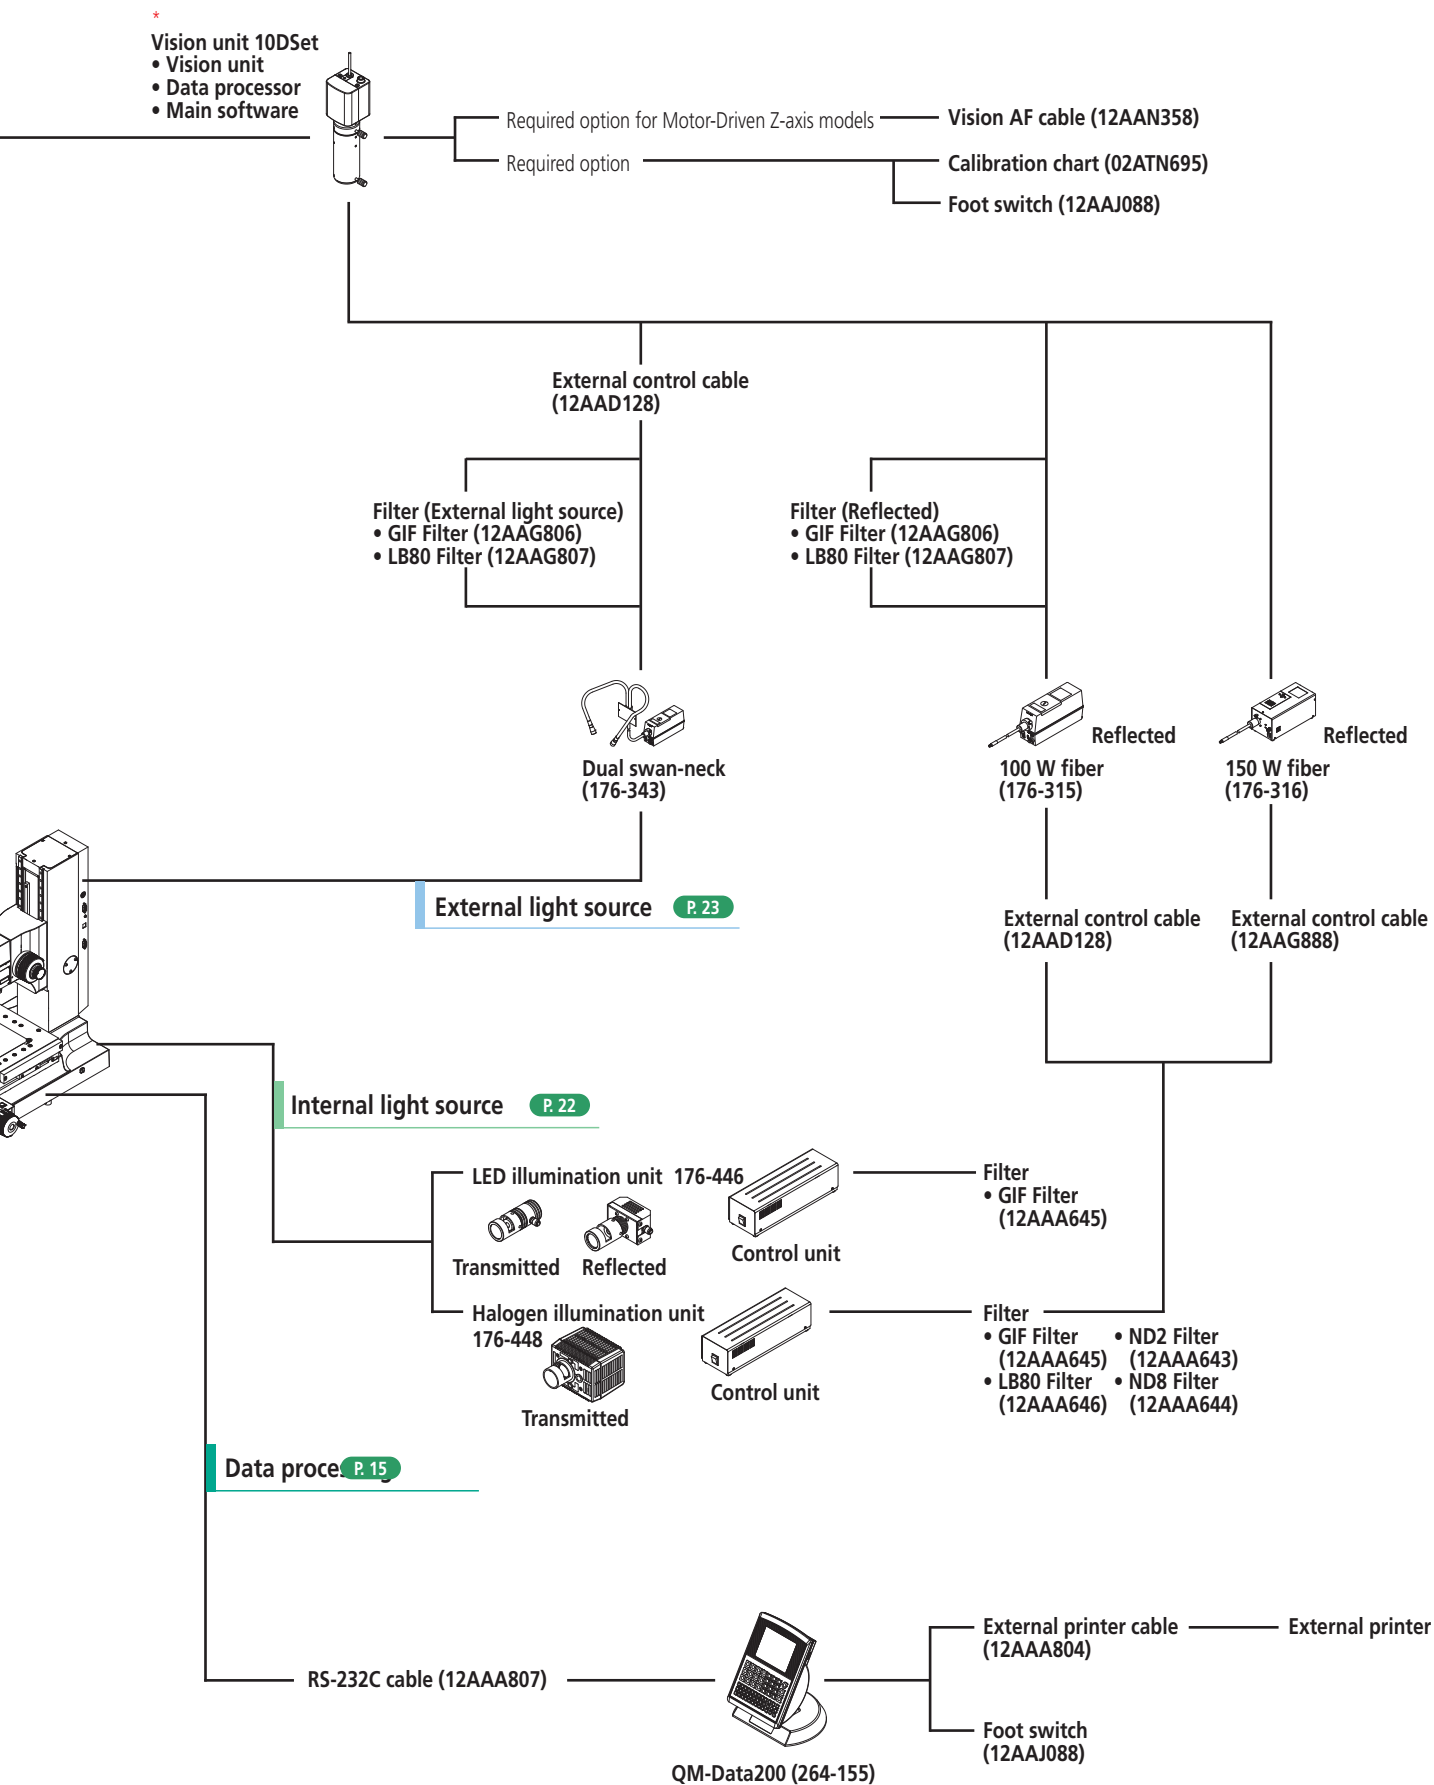 *
Vision unit 10DSet
• Vision unit
• Data processor
• Main software
Required option for Motor-Driven Z-axis models
Vision AF cable (12AAN358)
Required option
Calibration chart (02ATN695)
Foot switch (12AAJ088)
External control cable
(12AAD128)
Filter (External light source)
• GIF Filter (12AAG806)
• LB80 Filter (12AAG807)
Filter (Reflected)
• GIF Filter (12AAG806)
• LB80 Filter (12AAG807)
Dual swan-neck
(176-343)
Reflected
100 W fiber
(176-315)
Reflected
150 W fiber
(176-316)
External light source P. 23
External control cable
(12AAD128)
External control cable
(12AAG888)
Internal light source P. 22
LED illumination unit 176-446
Transmitted
Reflected
Control unit
Filter
• GIF Filter
(12AAA645)
Halogen illumination unit
176-448
Transmitted
Control unit
Filter
• GIF Filter
(12AAA645)
• LB80 Filter
(12AAA646)
• ND2 Filter
(12AAA643)
• ND8 Filter
(12AAA644)
Data P. 15
RS-232C cable (12AAA807)
QM-Data200 (264-155)
External printer cable
(12AAA804)
External printer
Foot switch
(12AAJ088)